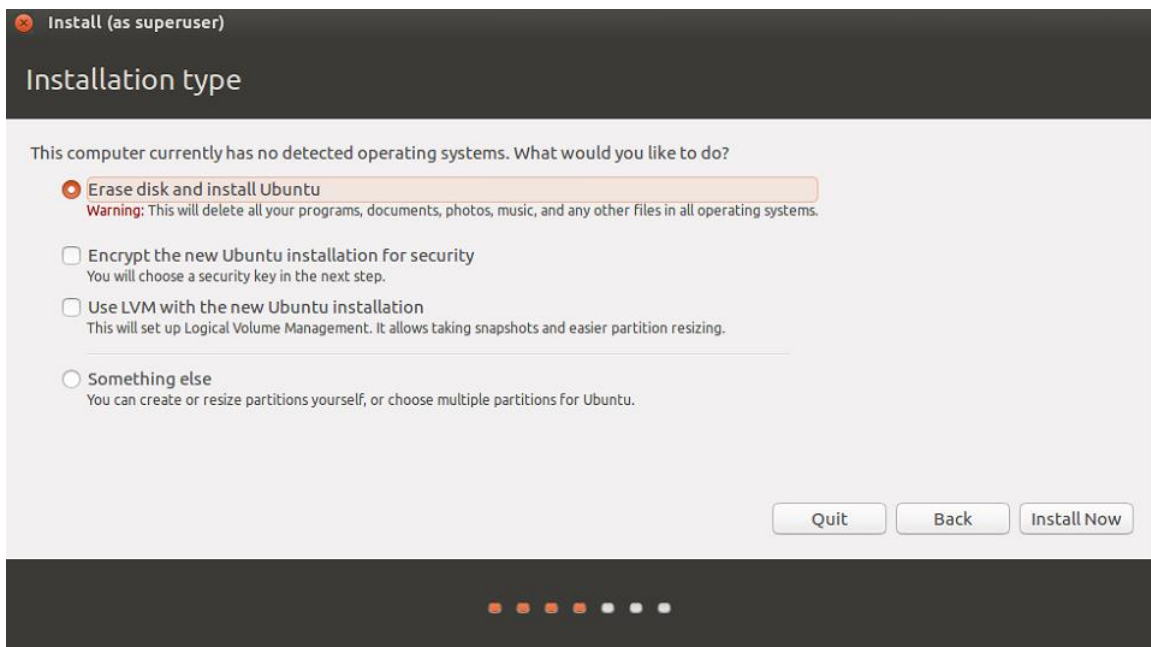 Install (as superuser)
Installation type
This computer currently has no detected operating systems. What would you like to do?
Erase disk and install Ubuntu
Warning: This will delete all your programs, documents, photos, music, and any other files in all operating systems.
Encrypt the new Ubuntu installation for security
You will choose a security key in the next step.
Use LVM with the new Ubuntu installation
This will set up Logical Volume Management. It allows taking snapshots and easier partition resizing.
Something else
You can create or resize partitions yourself, or choose multiple partitions for Ubuntu.
Quit Back Install Now